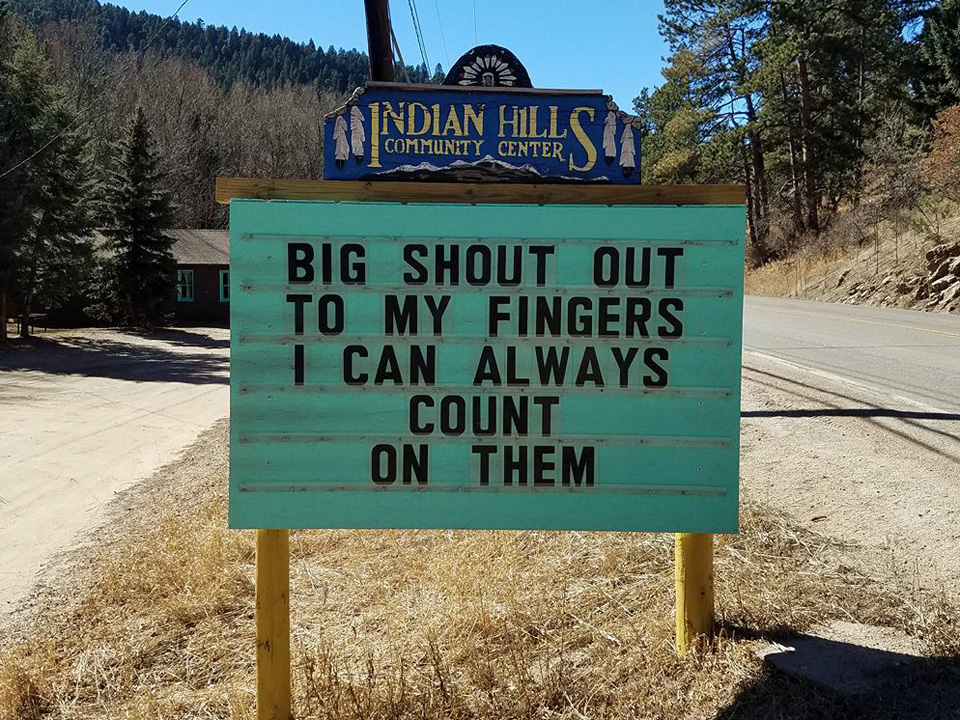 INDIAN HILLS
COMMUNITY CENTER
BIG SHOUT OUT
TO MY FINGERS
I CAN ALWAYS
COUNT
ON THEM